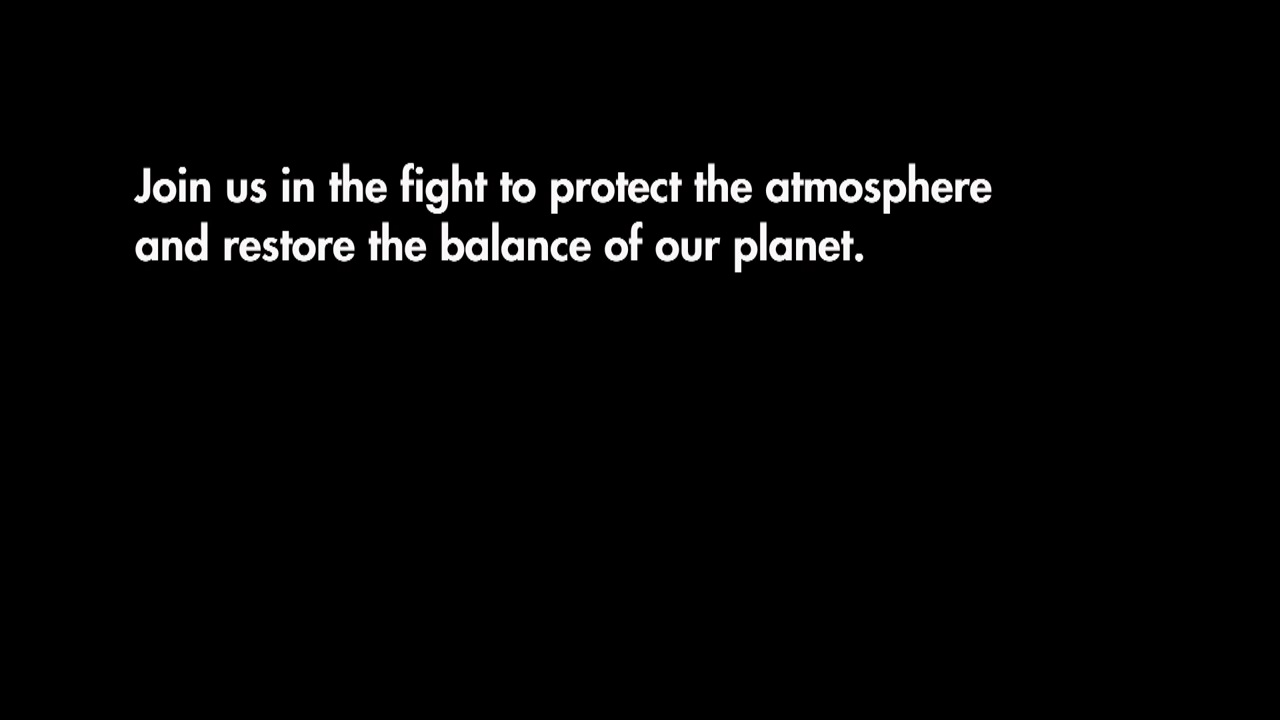 Join us in the fight to protect the atmosphere
and restore the balance of our planet.